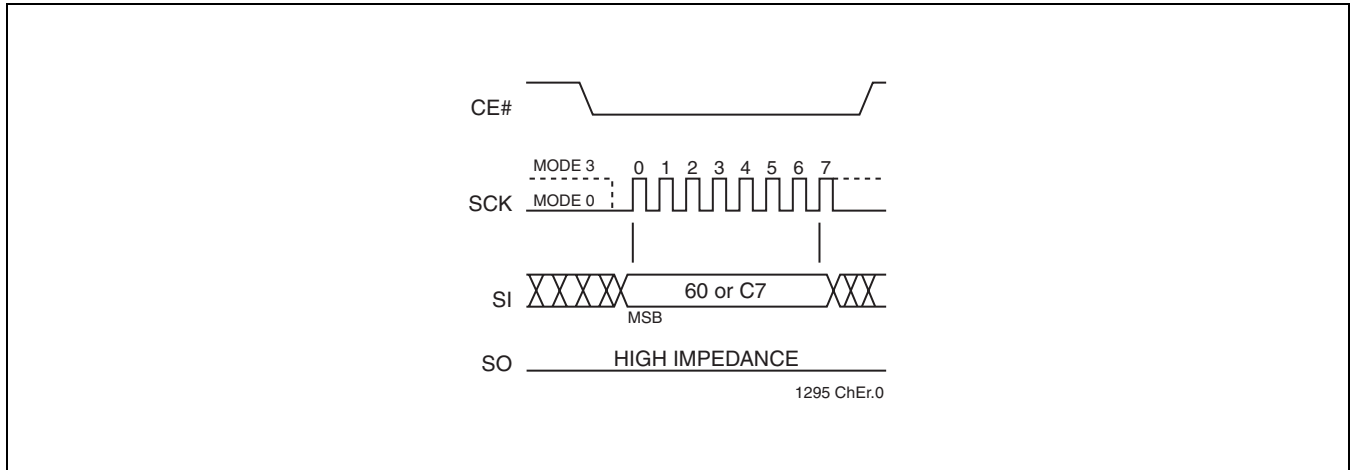 CE#
MODE 3
0 1 2 3 4 5 6 7
SCK
MODE 0
SI
60 or C7
MSB
SO
HIGH IMPEDANCE
1295 ChEr.0